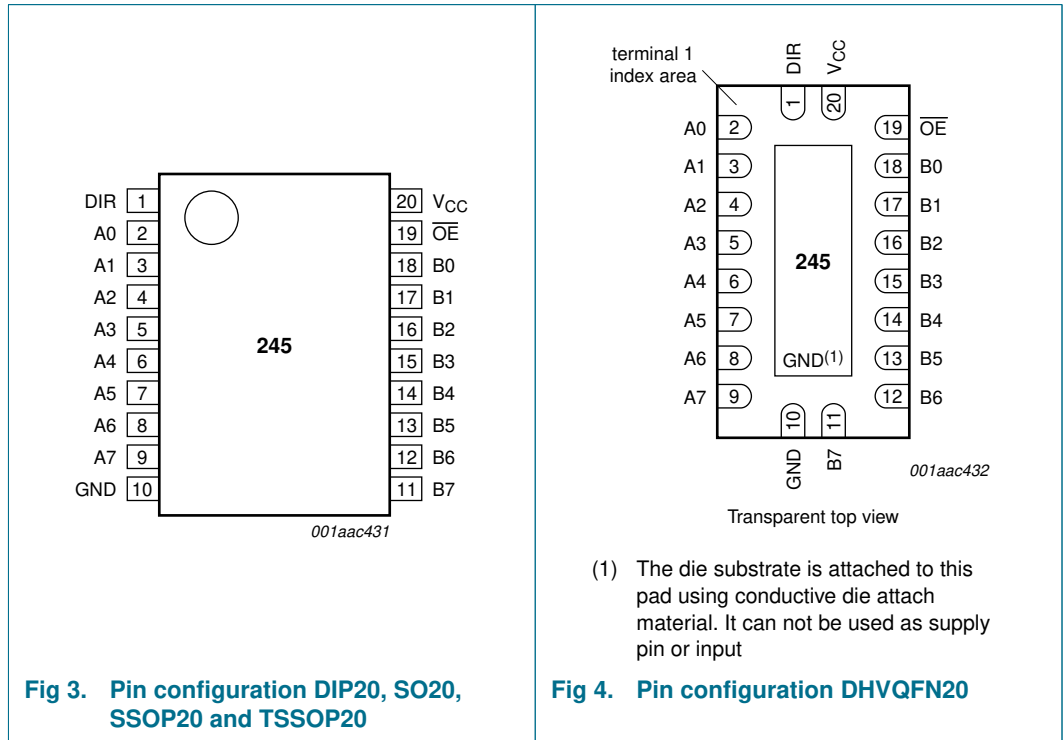 DIR 1 20 VCC
A0 2 19 OE
A1 3 18 B0
A2 4 17 B1
A3 5 16 B2
A4 6 245 15 B3
A5 7 14 B4
A6 8 13 B5
A7 9 12 B6
GND 10 11 B7
001aac431
Fig 3. Pin configuration DIP20, SO20,
SSOP20 and TSSOP20
terminal 1
index area
DIR VCC
1 20
A0 2 19 OE
A1 3 18 B0
A2 4 17 B1
A3 5 16 B2
245
A4 6 15 B3
A5 7 14 B4
A6 8 GND(1) 13 B5
A7 9 12 B6
10 11
GND B7
001aac432
Transparent top view
(1) The die substrate is attached to this
pad using conductive die attach
material. It can not be used as supply
pin or input
Fig 4. Pin configuration DHVQFN20